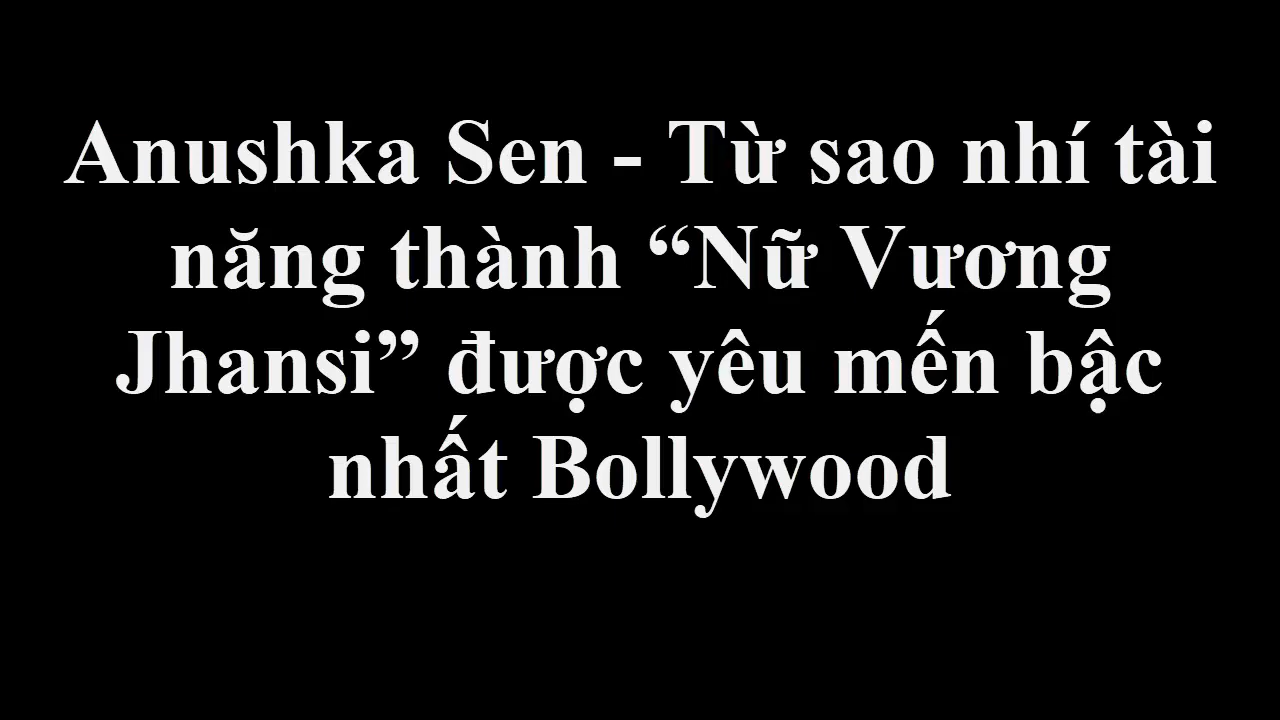 Anushka Sen - Từ sao nhí tài
năng thành “Nữ Vương
Jhansi” được yêu mến bậc
nhất Bollywood